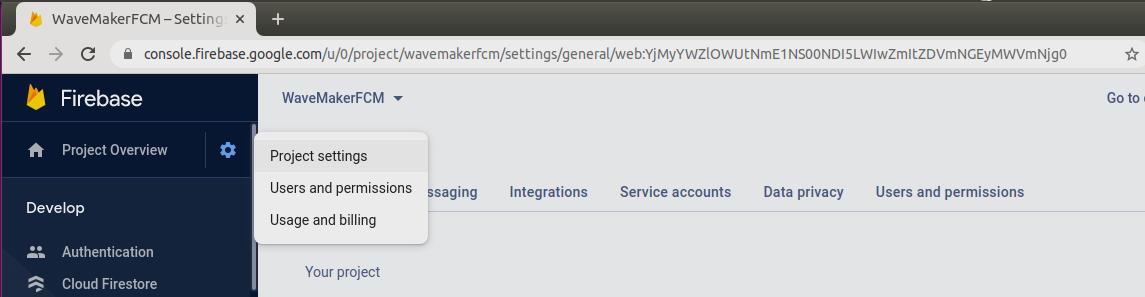 WaveMakerFCM – Setting
console.firebase.google.com/u/0/project/wavemakerfcm/settings/general/web:YjMyYWZlOWUtNmE1NS00NDI5LWIwZmItZDVmNGEyMWVmNjg0
Firebase
WaveMakerFCM
Go to
Project Overview
Project settings
Users and permissions
Usage and billing
ssaging
Integrations
Service accounts
Data privacy
Users and permissions
Develop
Authentication
Cloud Firestore
Your project